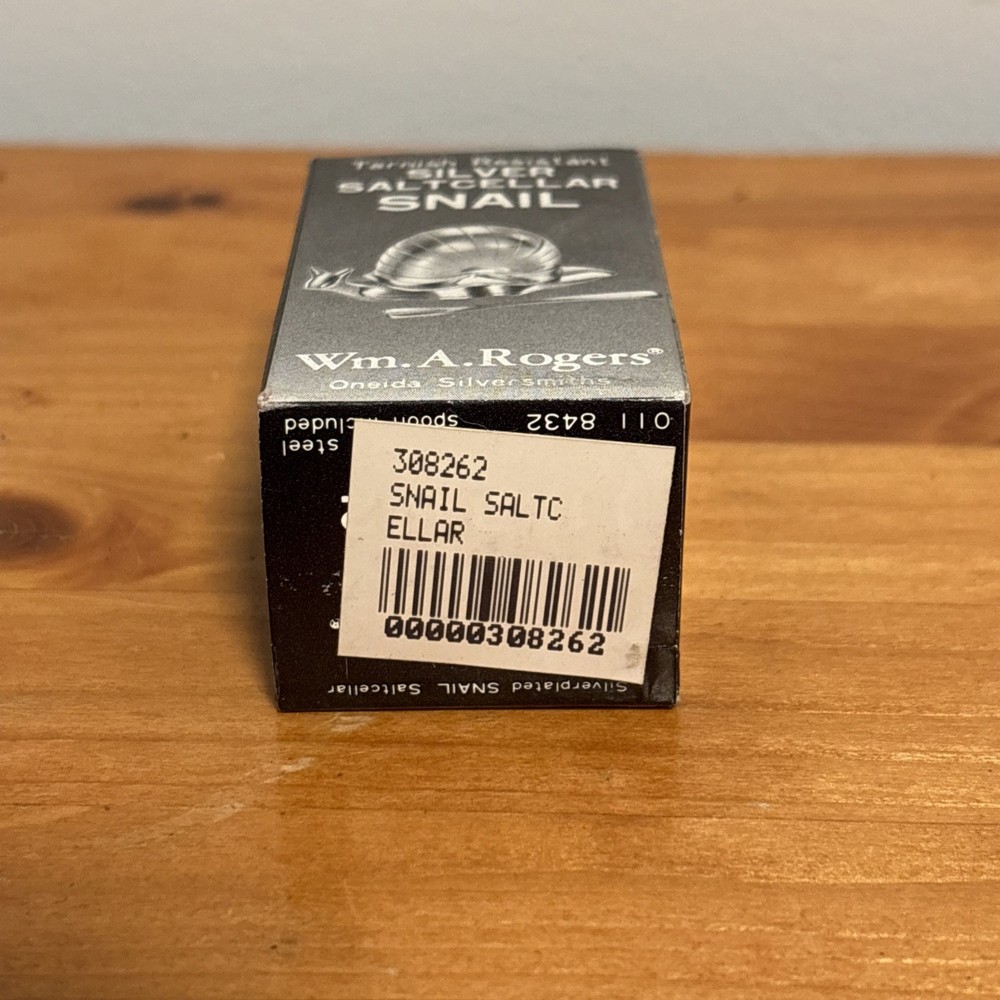 Tarnish Resistant
SILVER
SALTCELLAR
SNAIL
Wm. A. Rogers®
Oneida Silversmiths
308262
SNAIL SALTC
ELLAR
00000308262
Silverplated SNAIL Saltcellar
steel
spoon included
011 8432